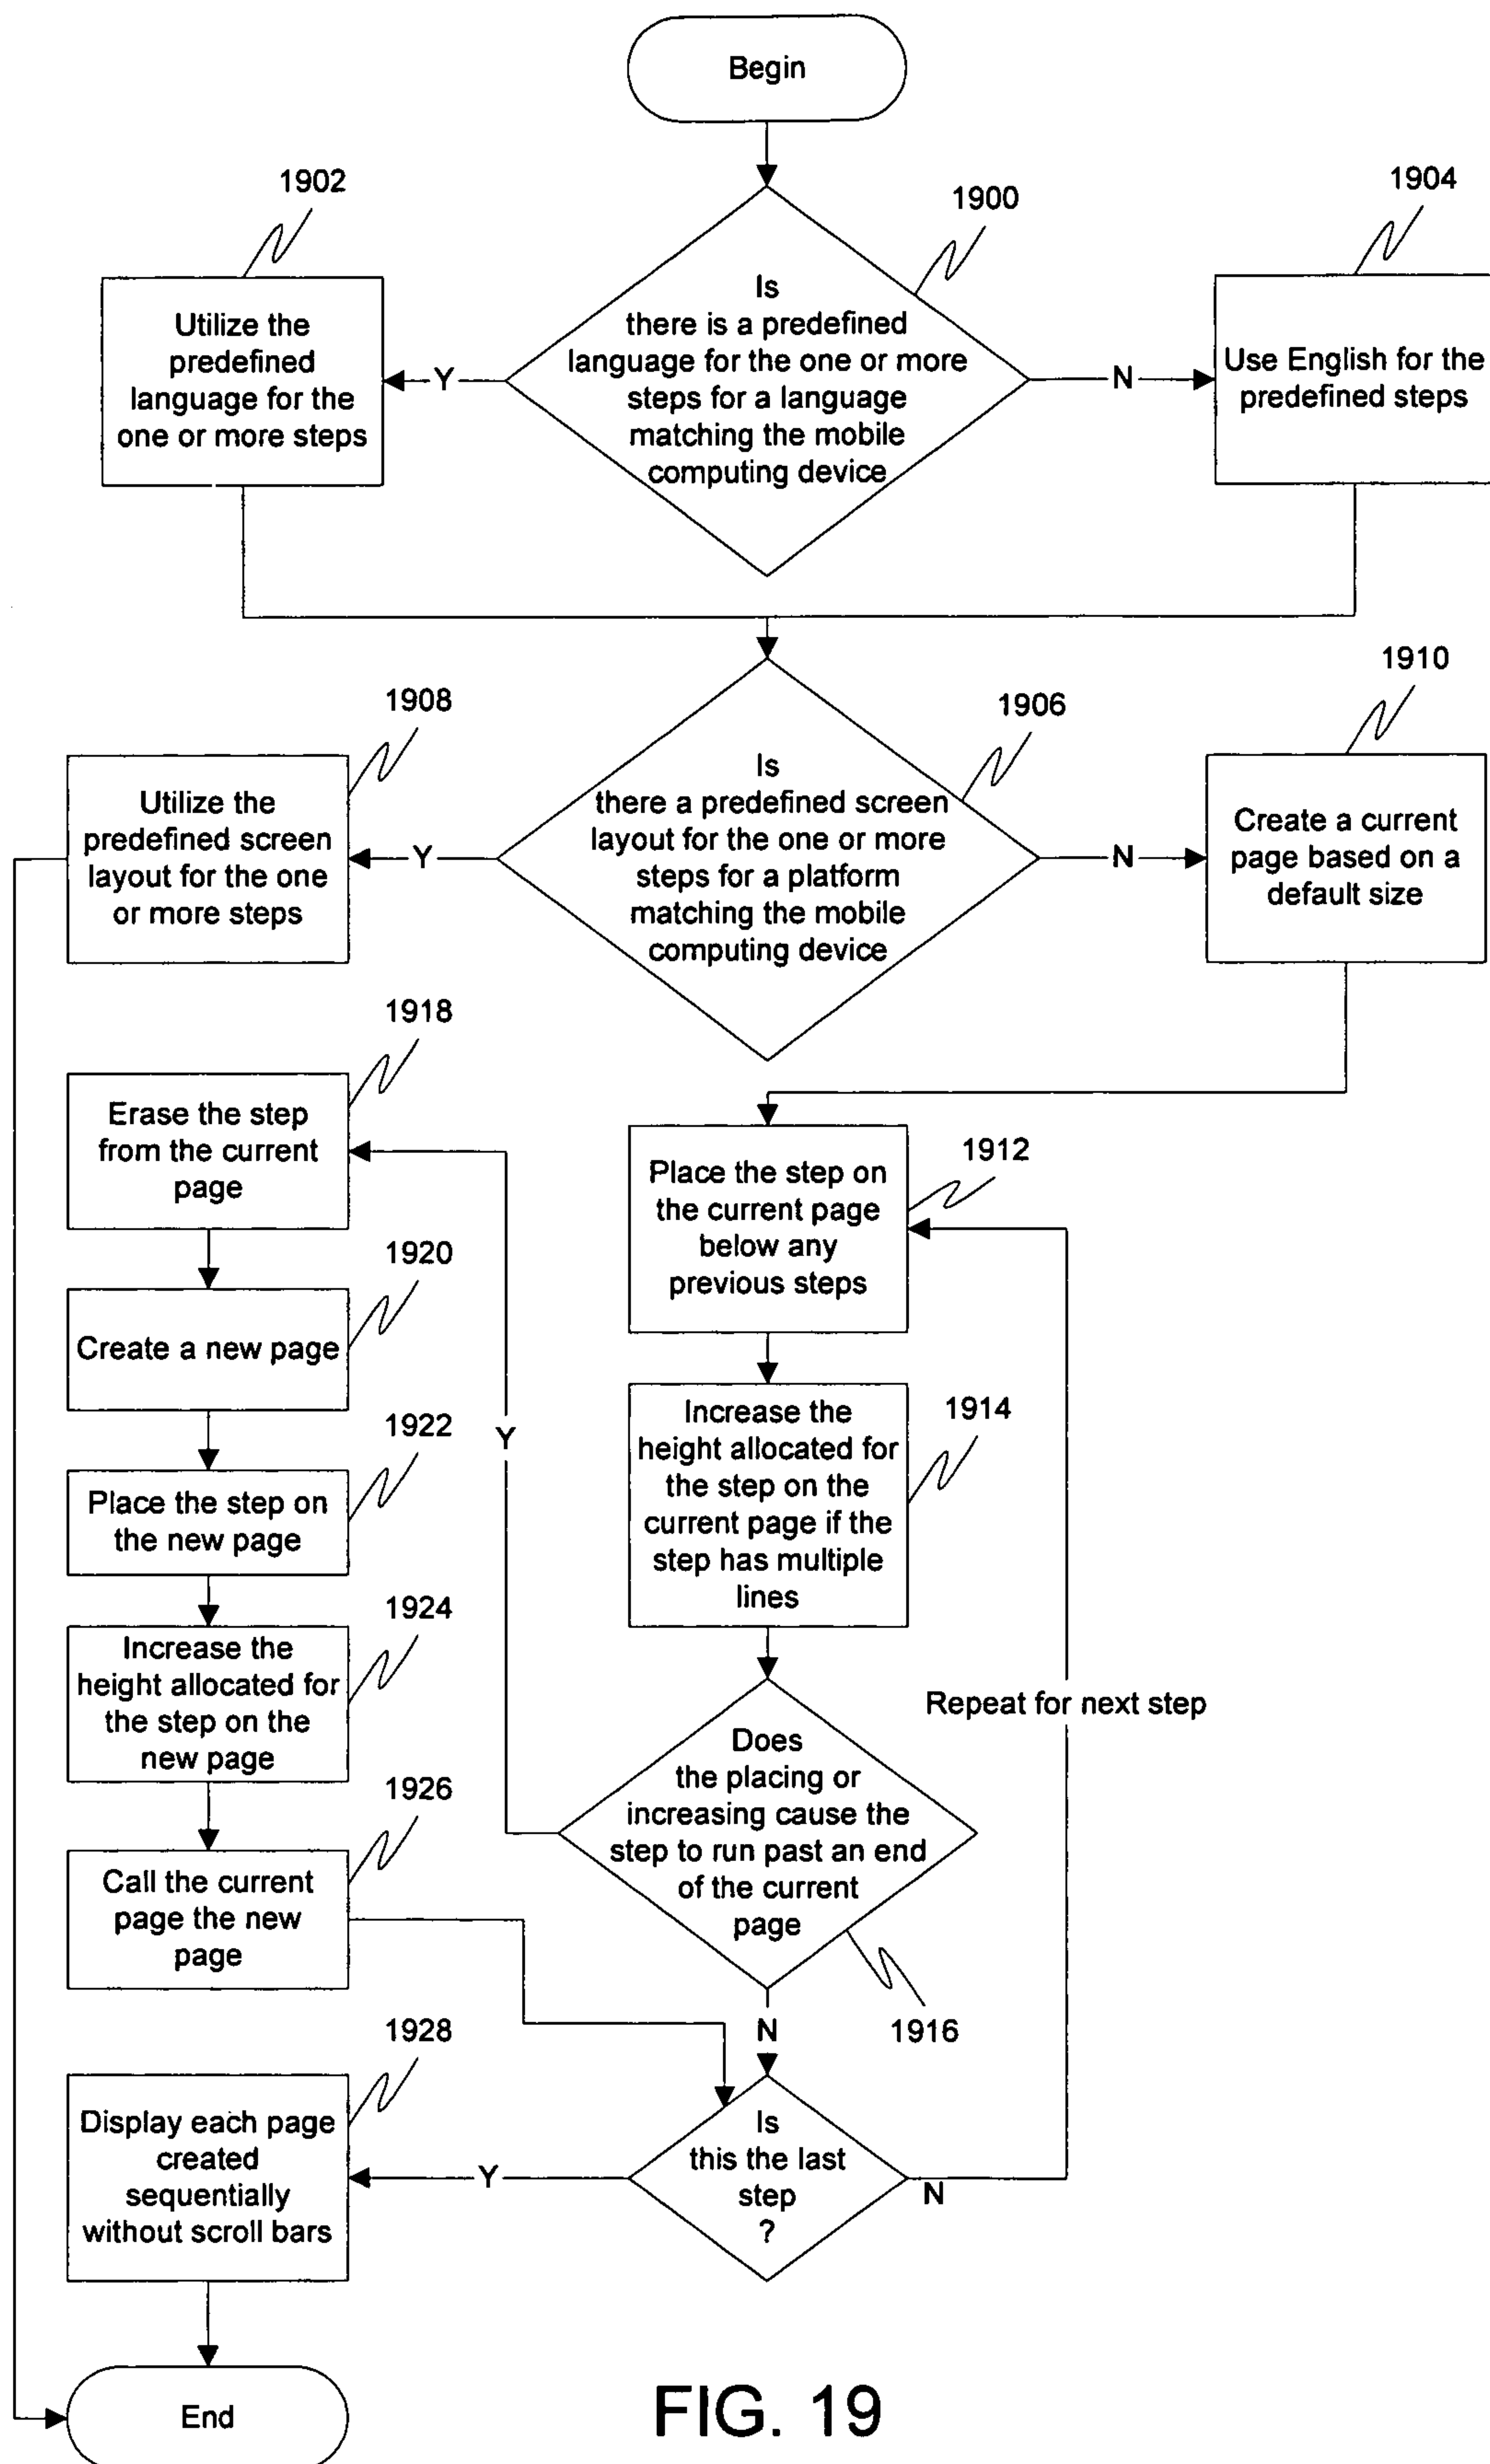 Begin
1902
1900
1904
Utilize the
predefined
language for the
one or more steps
Y
Is
there is a predefined
language for the one or more
steps for a language
matching the mobile
computing device
N
Use English for the
predefined steps
1908
1906
1910
Utilize the
predefined screen
layout for the one
or more steps
Y
Is
there a predefined screen
layout for the one or more
steps for a platform
matching the mobile
computing device
N
Create a current
page based on a
default size
1912
Place the step on
the current page
below any
previous steps
1914
Increase the
height allocated for
the step on the
current page if the
step has multiple
lines
Does
the placing or
increasing cause the
step to run past an end
of the current
page
1916
Y
N
1918
Erase the step
from the current
page
1920
Create a new page
1922
Place the step on
the new page
1924
Increase the
height allocated for
the step on the
new page
1926
Call the current
page the new
page
Is
this the last
step
?
N
Repeat for next step
Y
1928
Display each page
created
sequentially
without scroll bars
End
FIG. 19